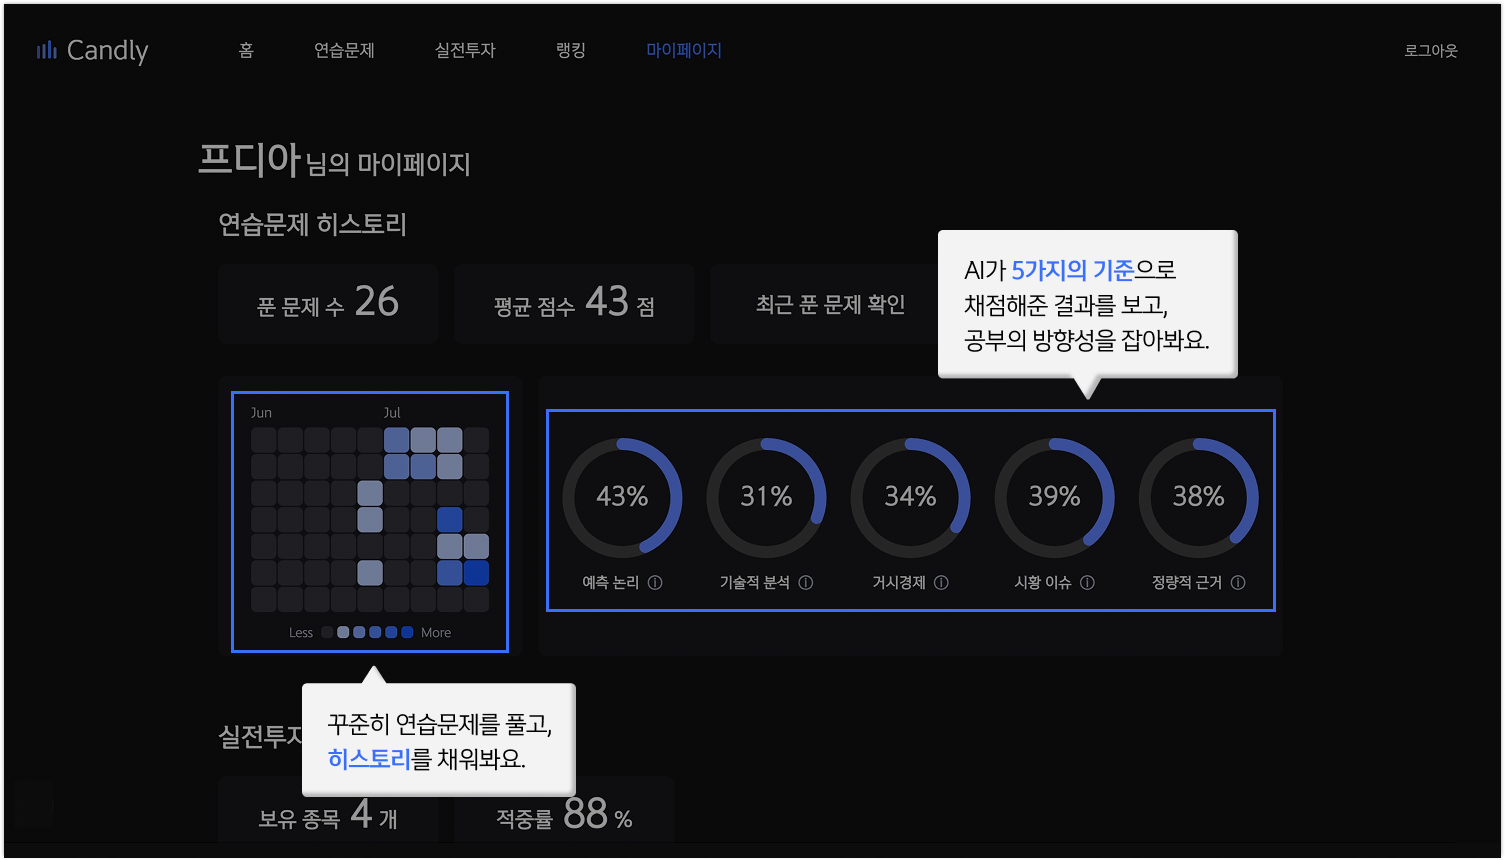 Candly
홈
연습문제
실전투자
랭킹
마이페이지
로그아웃
프디아님의 마이페이지
연습문제 히스토리
푼 문제 수 26
평균 점수 43 점
최근 푼 문제 확인
AI가 5가지의 기준으로
채점해준 결과를 보고,
공부의 방향성을 잡아봐요.
Jun Jul
Less More
43%
31%
34%
39%
38%
예측 논리 ⓘ
기술적 분석 ⓘ
거시경제 ⓘ
시황 이슈 ⓘ
정량적 근거 ⓘ
꾸준히 연습문제를 풀고,
히스토리를 채워봐요.
실전투자
보유 종목 4 개
적중률 88 %